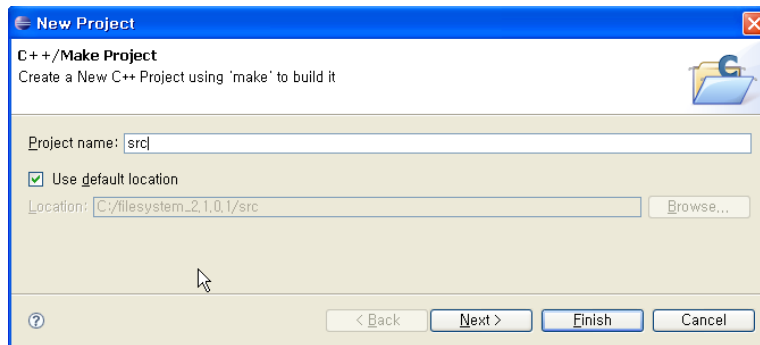 New Project
C++/Make Project
Create a New C++ Project using 'make' to build it
Project name: src
Use default location
Location: C:/filesystem_2,1,0,1/src Browse,,,
? < Back Next > Finish Cancel